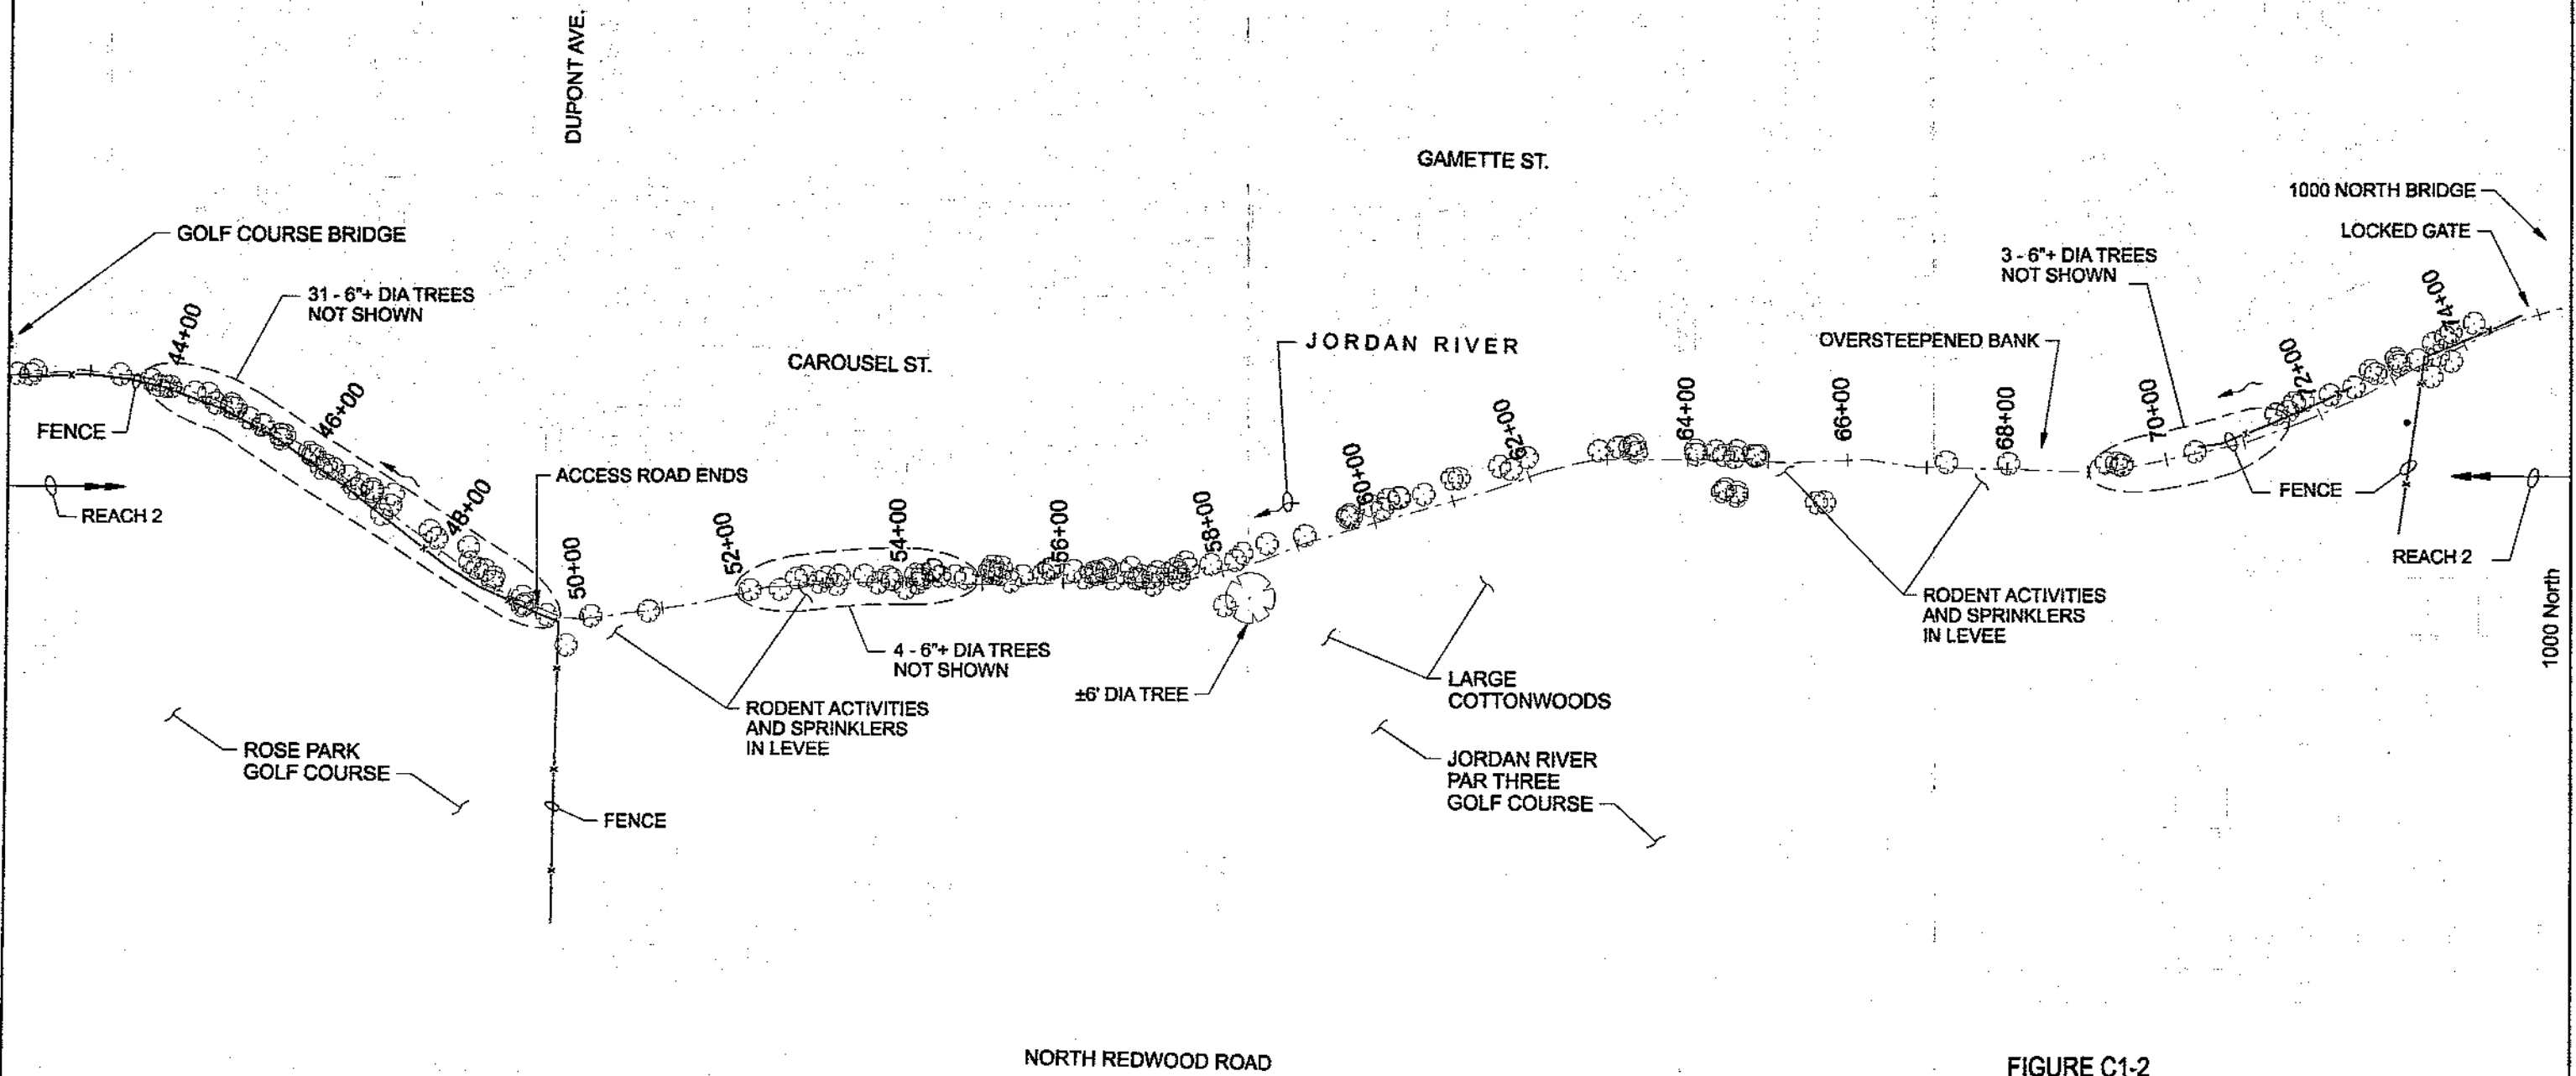 DUPONT AVE.
GAMETTE ST.
1000 NORTH BRIDGE
LOCKED GATE
GOLF COURSE BRIDGE
3 - 6"+ DIA TREES
NOT SHOWN
31 - 6"+ DIA TREES
NOT SHOWN
44+00
74+00
JORDAN RIVER
OVERSTEEPENED BANK
CAROUSEL ST.
72+00
46+00
64+00
66+00
68+00
70+00
62+00
FENCE
60+00
ACCESS ROAD ENDS
FENCE
REACH 2
48+00
50+00
52+00
54+00
56+00
58+00
REACH 2
1000 North
RODENT ACTIVITIES
AND SPRINKLERS
IN LEVEE
4 - 6"+ DIA TREES
NOT SHOWN
±6' DIA TREE
LARGE
COTTONWOODS
RODENT ACTIVITIES
AND SPRINKLERS
IN LEVEE
ROSE PARK
GOLF COURSE
JORDAN RIVER
PAR THREE
GOLF COURSE
FENCE
NORTH REDWOOD ROAD
FIGURE C1-2